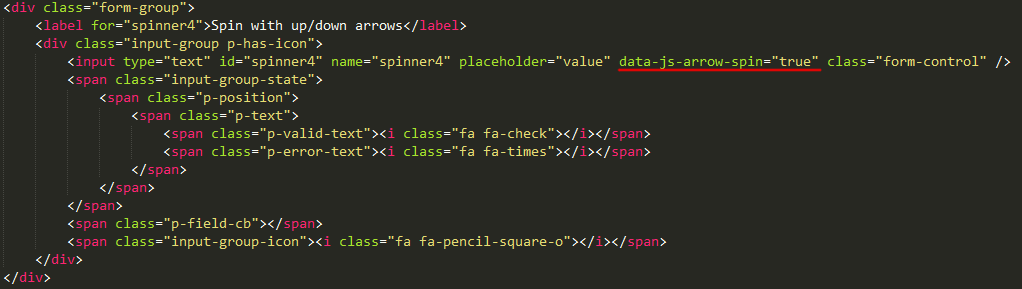 <div class="form-group">
    <label for="spinner4">Spin with up/down arrows</label>
    <div class="input-group p-has-icon">
        <input type="text" id="spinner4" name="spinner4" placeholder="value" data-js-arrow-spin="true" class="form-control" />
        <span class="input-group-state">
            <span class="p-position">
                <span class="p-text">
                    <span class="p-valid-text"><i class="fa fa-check"></i></span>
                    <span class="p-error-text"><i class="fa fa-times"></i></span>
                </span>
            </span>
        </span>
        <span class="p-field-cb"></span>
        <span class="input-group-icon"><i class="fa fa-pencil-square-o"></i></span>
    </div>
</div>